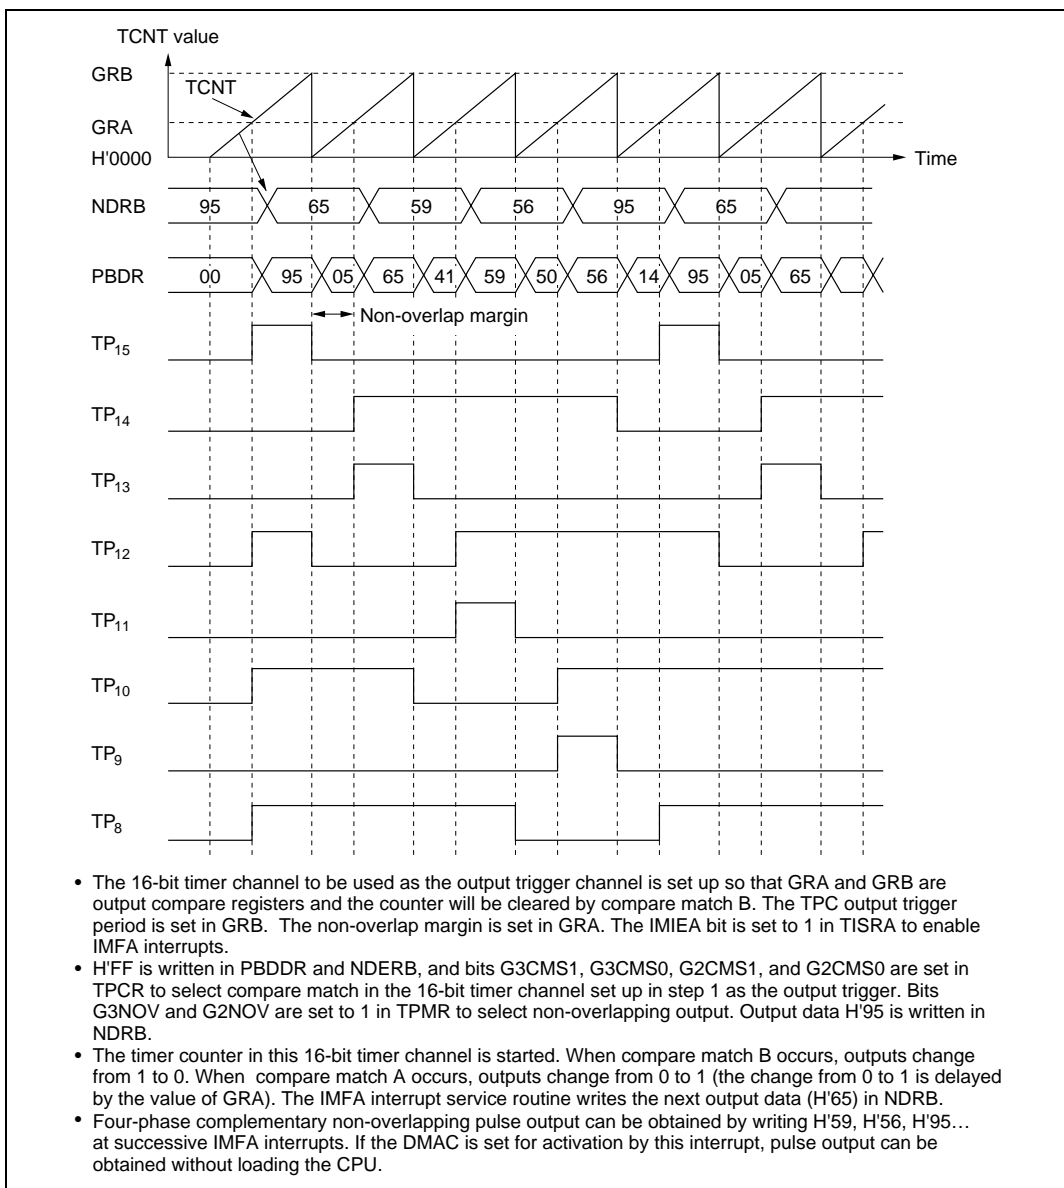 TCNT value
GRB
TCNT
GRA
H'0000
Time
NDRB 95 65 59 56 95 65
PBDR 00 95 05 65 41 59 50 56 14 95 05 65
Non-overlap margin
TP15
TP14
TP13
TP12
TP11
TP10
TP9
TP8
• The 16-bit timer channel to be used as the output trigger channel is set up so that GRA and GRB are
output compare registers and the counter will be cleared by compare match B. The TPC output trigger
period is set in GRB.  The non-overlap margin is set in GRA. The IMIEA bit is set to 1 in TISRA to enable
IMFA interrupts.
• H'FF is written in PBDDR and NDERB, and bits G3CMS1, G3CMS0, G2CMS1, and G2CMS0 are set in
TPCR to select compare match in the 16-bit timer channel set up in step 1 as the output trigger. Bits
G3NOV and G2NOV are set to 1 in TPMR to select non-overlapping output. Output data H'95 is written in
NDRB.
• The timer counter in this 16-bit timer channel is started. When compare match B occurs, outputs change
from 1 to 0. When  compare match A occurs, outputs change from 0 to 1 (the change from 0 to 1 is delayed
by the value of GRA). The IMFA interrupt service routine writes the next output data (H'65) in NDRB.
• Four-phase complementary non-overlapping pulse output can be obtained by writing H'59, H'56, H'95…
at successive IMFA interrupts. If the DMAC is set for activation by this interrupt, pulse output can be
obtained without loading the CPU.